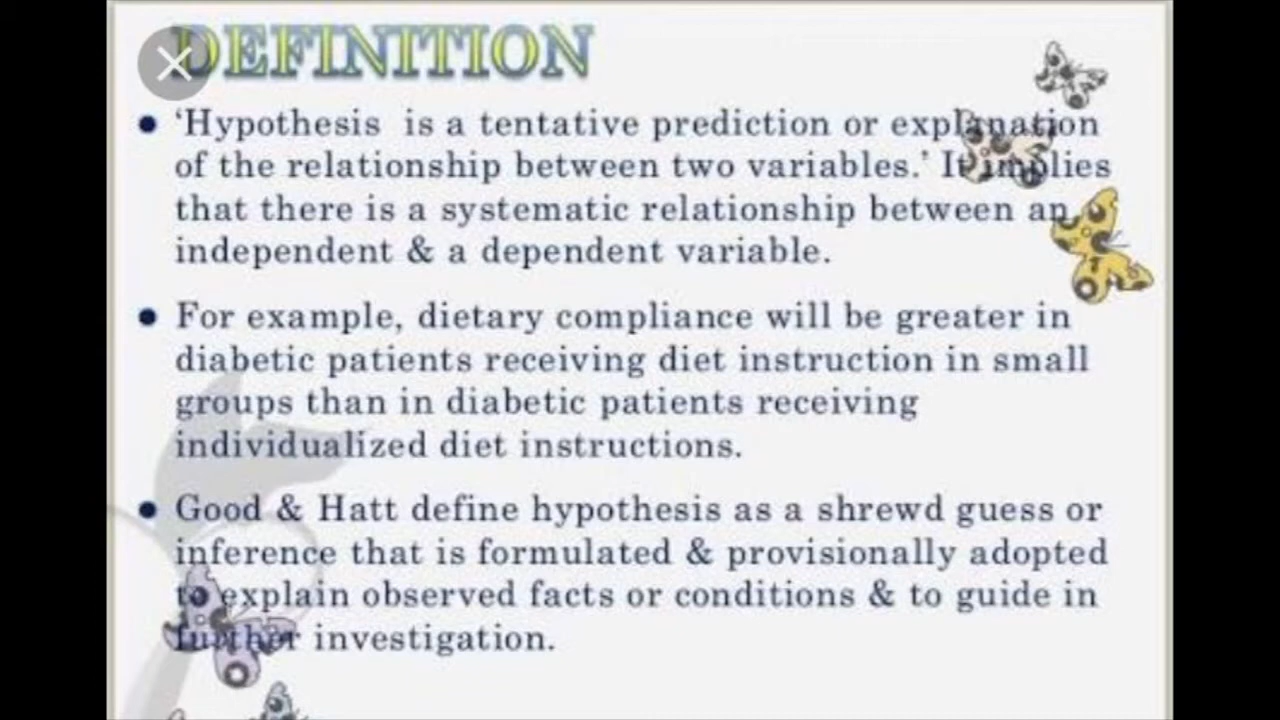 DEFINITION
• ‘Hypothesis is a tentative prediction or explanation
of the relationship between two variables.’ It implies
that there is a systematic relationship between an
independent & a dependent variable.
• For example, dietary compliance will be greater in
diabetic patients receiving diet instruction in small
groups than in diabetic patients receiving
individualized diet instructions.
• Good & Hatt define hypothesis as a shrewd guess or
inference that is formulated & provisionally adopted
to explain observed facts or conditions & to guide in
further investigation.